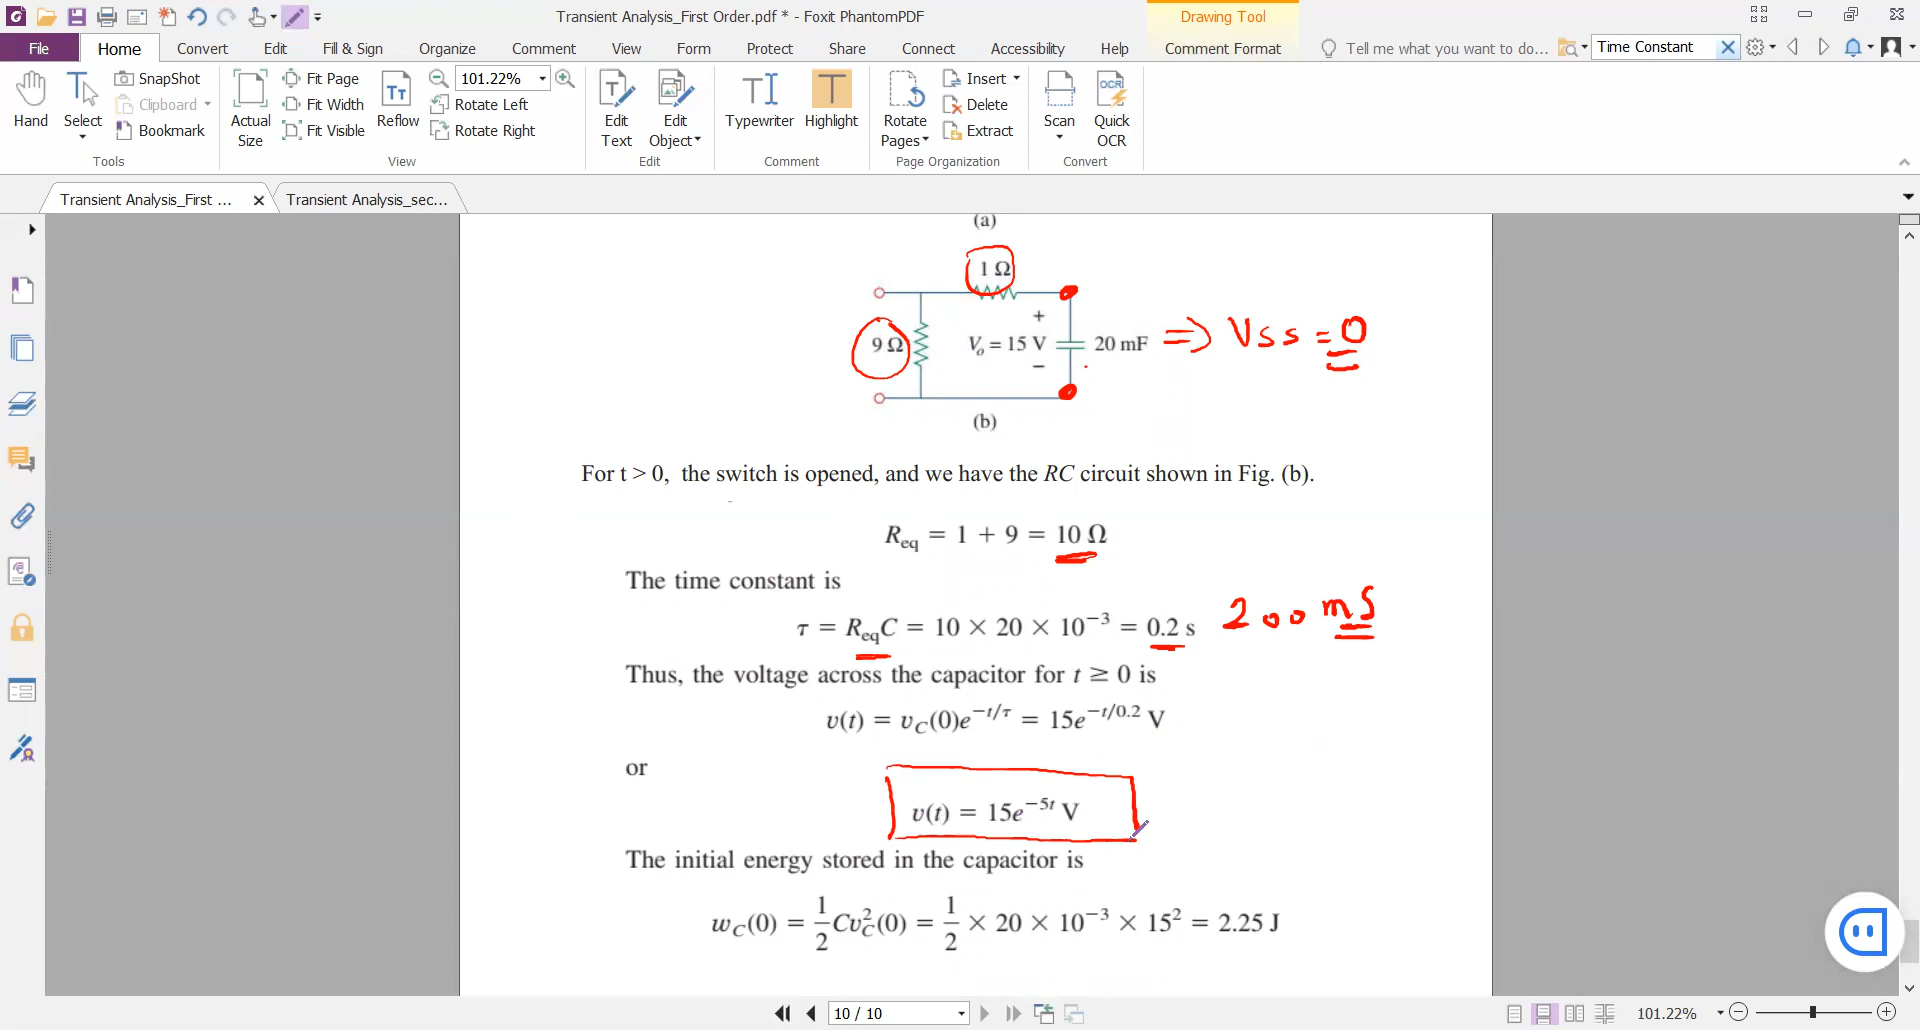 Transient Analysis_First Order.pdf * - Foxit PhantomPDF
Drawing Tool
File Home Convert Edit Fill & Sign Organize Comment View Form Protect Share Connect Accessibility Help Comment Format Tell me what you want to do... Time Constant
Hand Select SnapShot Clipboard Bookmark
Tools
Actual Size Fit Page Fit Width Fit Visible Reflow 101.22% Rotate Left Rotate Right
View
Edit Text Edit Object
Edit
Typewriter Highlight
Comment
Rotate Pages Insert Delete Extract
Page Organization
Scan Quick OCR
Convert
Transient Analysis_First ... Transient Analysis_sec...
(a)
1 Ω
9 Ω
+
V₀ = 15 V
−
20 mF
⇒ Vss = 0
(b)
For t > 0, the switch is opened, and we have the RC circuit shown in Fig. (b).
R_eq = 1 + 9 = 10 Ω
The time constant is
τ = R_eqC = 10 × 20 × 10⁻³ = 0.2 s
200 mS
Thus, the voltage across the capacitor for t ≥ 0 is
v(t) = v_C(0)e^−t/τ = 15e^−t/0.2 V
or
v(t) = 15e^−5t V
The initial energy stored in the capacitor is
w_C(0) = 1/2 Cv_C²(0) = 1/2 × 20 × 10⁻³ × 15² = 2.25 J
10 / 10
101.22%